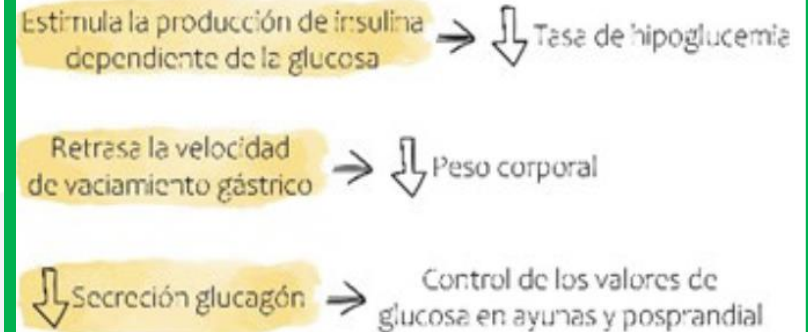 Estimula la producción de insulina
dependiente de la glucosa
Tasa de hipoglucemia
Retrasa la velocidad
de vaciamiento gástrico
Peso corporal
Secreción glucagón
Control de los valores de
glucosa en ayunas y posprandial